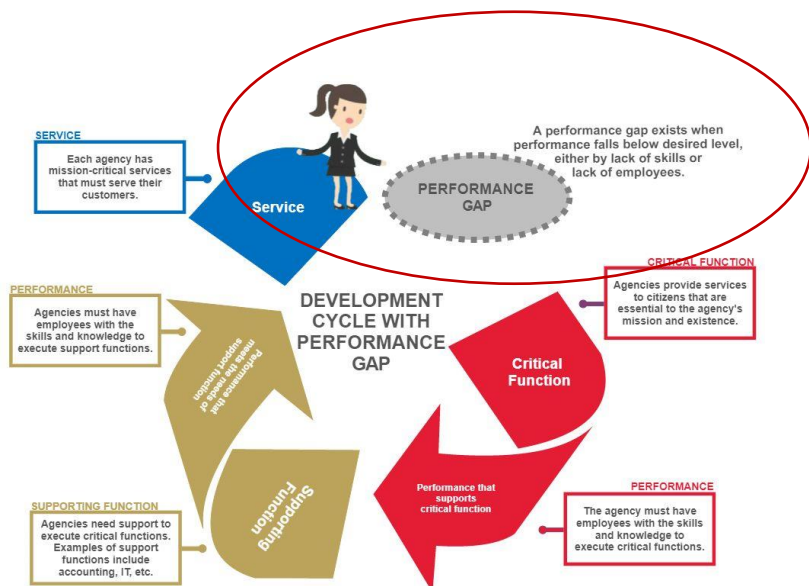 SERVICE
Each agency has
mission-critical services
that must serve their
customers.
Service
PERFORMANCE
GAP
A performance gap exists when
performance falls below desired level,
either by lack of skills or
lack of employees.
CRITICAL FUNCTION
Agencies provide services
to citizens that are
essential to the agency's
mission and existence.
PERFORMANCE
Agencies must have
employees with the
skills and knowledge to
execute support functions.
DEVELOPMENT
CYCLE WITH
PERFORMANCE
GAP
Critical
Function
Performance that
meets the needs of
support function
Performance that
supports
critical function
Supporting
Function
PERFORMANCE
The agency must have
employees with the skills
and knowledge to
execute critical functions.
SUPPORTING FUNCTION
Agencies need support to
execute critical functions.
Examples of support
functions include
accounting, IT, etc.